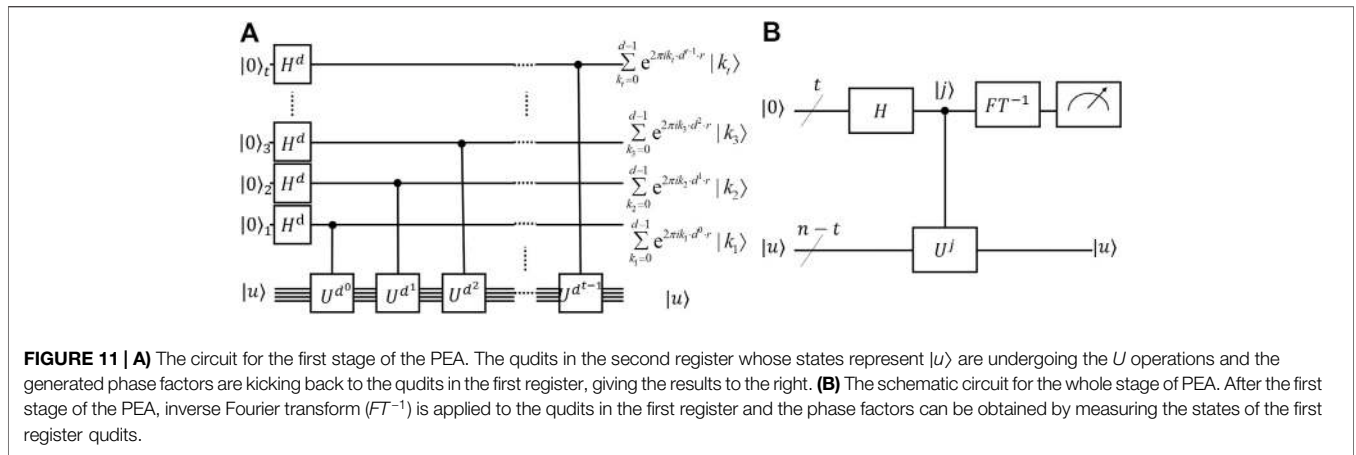 A
B
|0⟩_t H^d ∑_{k_t=0}^{d−1} e^{2πik_t·d^{t−1}·r} |k_t⟩
|0⟩_3 H^d ∑_{k_3=0}^{d−1} e^{2πik_3·d^2·r} |k_3⟩
|0⟩_2 H^d ∑_{k_2=0}^{d−1} e^{2πik_2·d^1·r} |k_2⟩
|0⟩_1 H^d ∑_{k_1=0}^{d−1} e^{2πik_1·d^0·r} |k_1⟩
|u⟩ U^{d^0} U^{d^1} U^{d^2} U^{d^{t−1}} |u⟩
t |j⟩
|0⟩ H FT^{−1}
n − t
|u⟩ U^j |u⟩
FIGURE 11 | A) The circuit for the first stage of the PEA. The qudits in the second register whose states represent |u⟩ are undergoing the U operations and the
generated phase factors are kicking back to the qudits in the first register, giving the results to the right. (B) The schematic circuit for the whole stage of PEA. After the first
stage of the PEA, inverse Fourier transform (FT^{−1}) is applied to the qudits in the first register and the phase factors can be obtained by measuring the states of the first
register qudits.